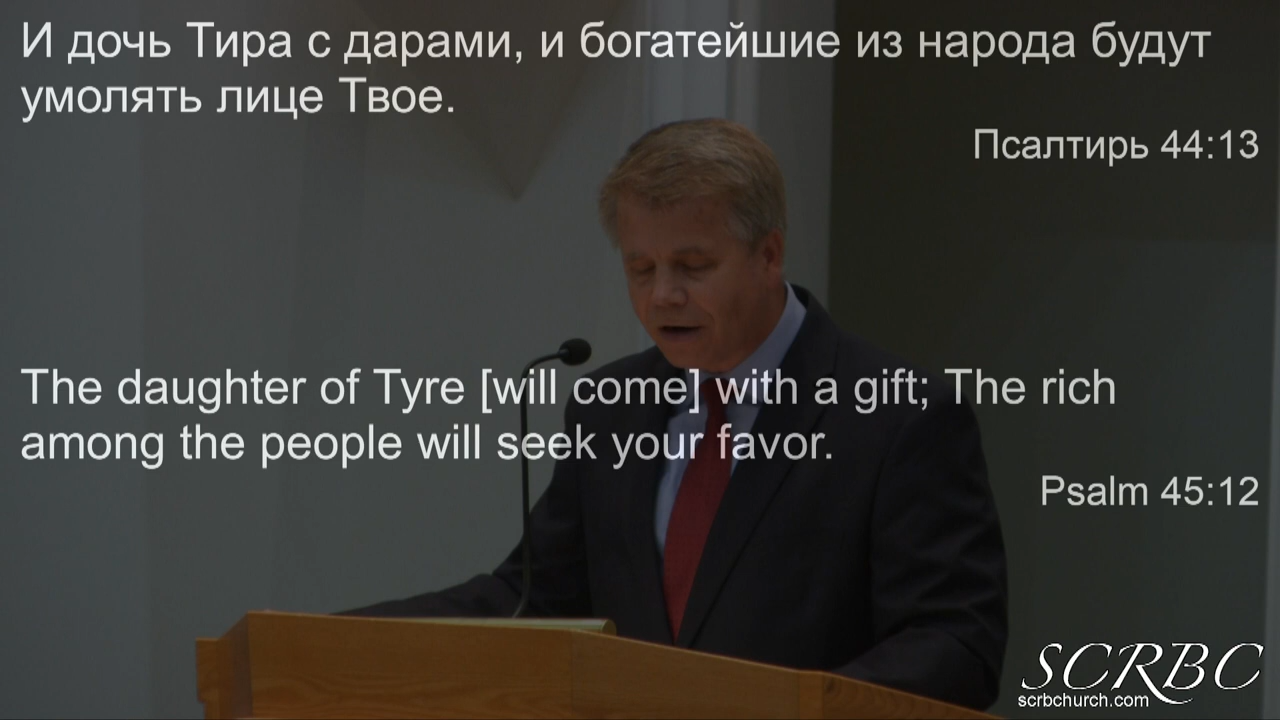 И дочь Тира с дарами, и богатейшие из народа будут
умолять лице Твое.
Псалтирь 44:13
The daughter of Tyre [will come] with a gift; The rich
among the people will seek your favor.
Psalm 45:12
SCRBC
scrbchurch.com